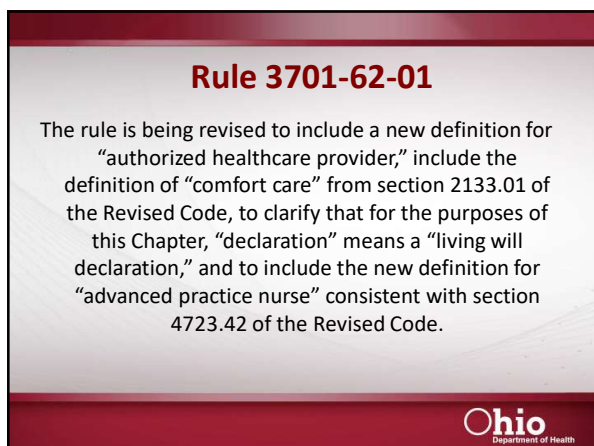 Rule 3701-62-01
The rule is being revised to include a new definition for
“authorized healthcare provider,” include the
definition of “comfort care” from section 2133.01 of
the Revised Code, to clarify that for the purposes of
this Chapter, “declaration” means a “living will
declaration,” and to include the new definition for
“advanced practice nurse” consistent with section
4723.42 of the Revised Code.
Ohio
Department of Health